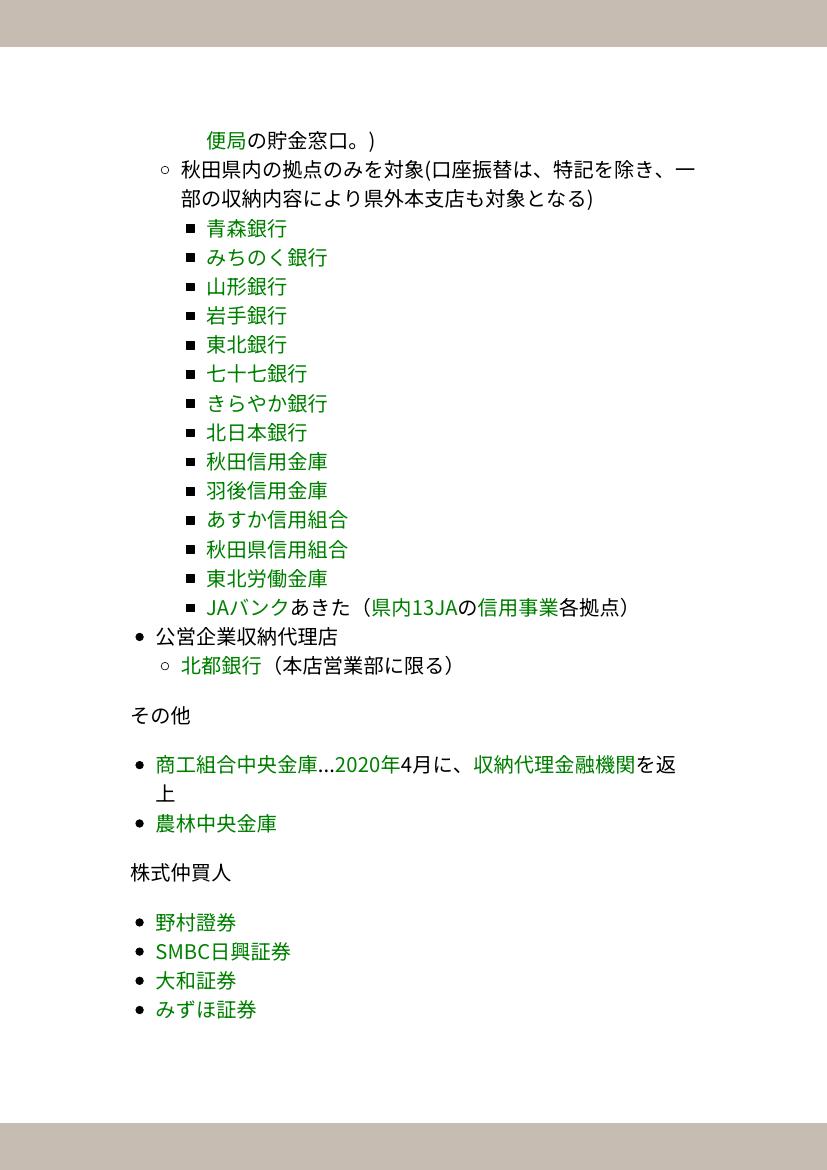 便局の貯金窓口。)
秋田県内の拠点のみを対象(口座振替は、特記を除き、一
部の収納内容により県外本支店も対象となる)
青森銀行
みちのく銀行
山形銀行
岩手銀行
東北銀行
七十七銀行
きらやか銀行
北日本銀行
秋田信用金庫
羽後信用金庫
あすか信用組合
秋田県信用組合
東北労働金庫
JAバンクあきた（県内13JAの信用事業各拠点）
公営企業収納代理店
北都銀行（本店営業部に限る）
その他
商工組合中央金庫...2020年4月に、収納代理金融機関を返
上
農林中央金庫
株式仲買人
野村證券
SMBC日興証券
大和証券
みずほ証券